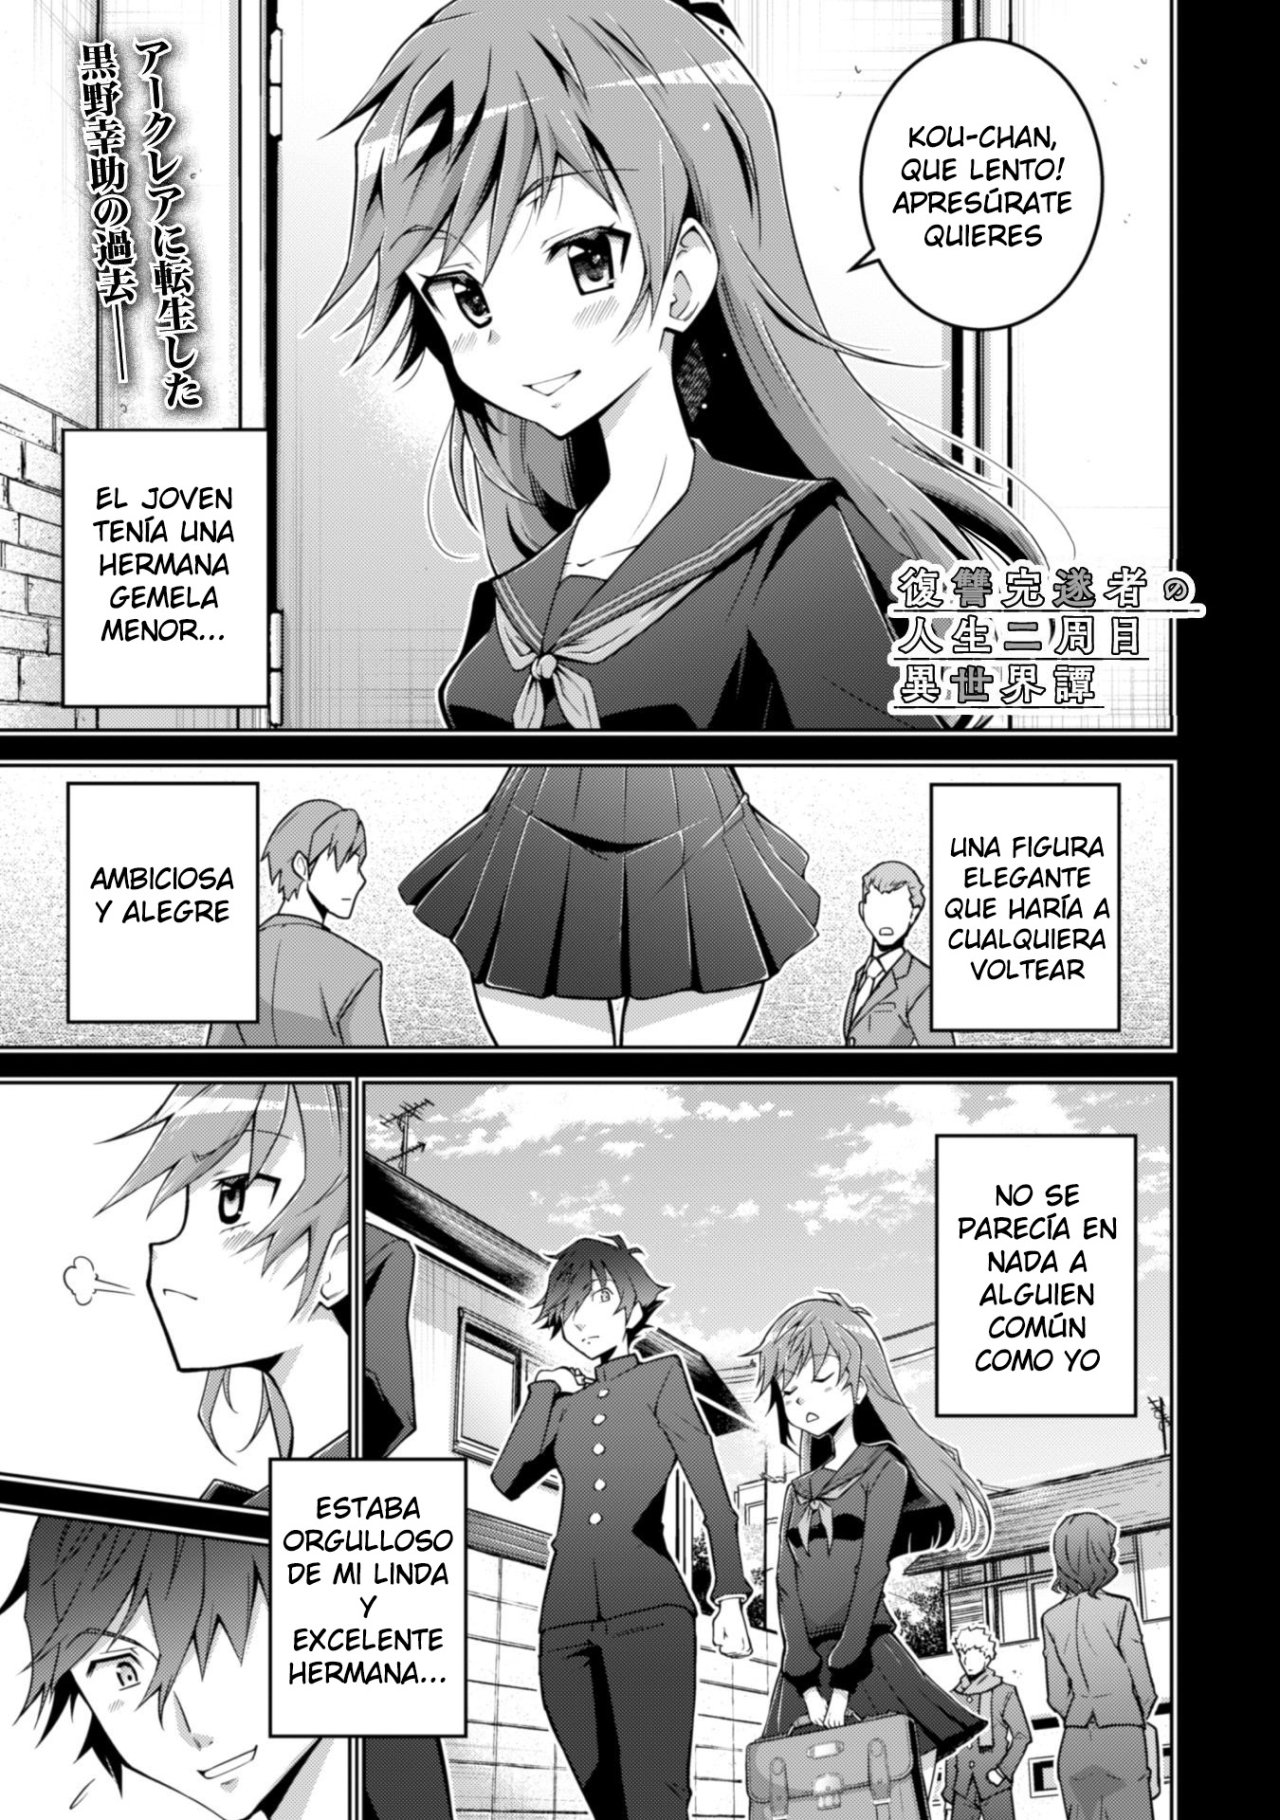 KOU-CHAN,
QUE LENTO!
APRESÚRATE
QUIERES
アークレアに転生した
黒野幸助の過去――
EL JOVEN
TENÍA UNA
HERMANA
GEMELA
MENOR...
復讐完遂者の
人生二周目
異世界譚
UNA FIGURA
ELEGANTE
QUE HARÍA A
CUALQUIERA
VOLTEAR
AMBICIOSA
Y ALEGRE
NO SE
PARECÍA EN
NADA A
ALGUIEN
COMÚN
COMO YO
ESTABA
ORGULLOSO
DE MI LINDA
Y
EXCELENTE
HERMANA...